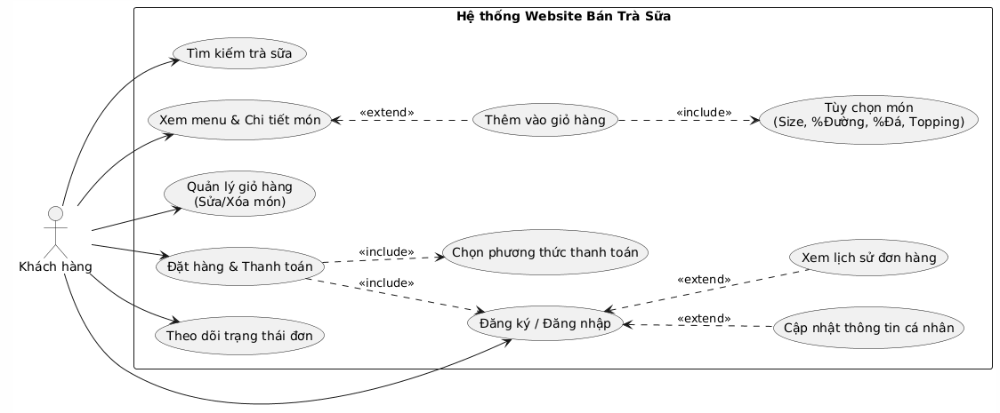 Hệ thống Website Bán Trà Sữa
Tìm kiếm trà sữa
Xem menu & Chi tiết món
«extend»
Thêm vào giỏ hàng
«include»
Tùy chọn món
(Size, %Đường, %Đá, Topping)
Quản lý giỏ hàng
(Sửa/Xóa món)
Khách hàng
Đặt hàng & Thanh toán
«include»
Chọn phương thức thanh toán
«include»
Xem lịch sử đơn hàng
«extend»
Đăng ký / Đăng nhập
«extend»
Cập nhật thông tin cá nhân
Theo dõi trạng thái đơn